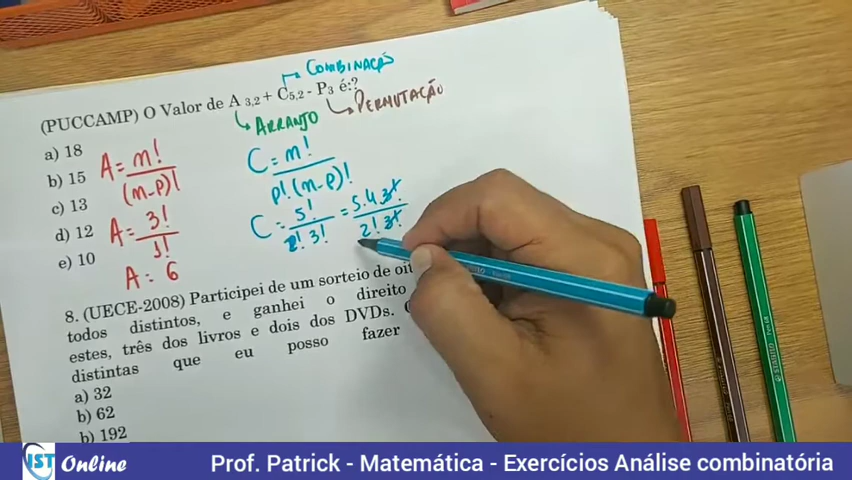 COMBINAÇÃO
(PUCCAMP) O Valor de A 3,2 + C5,2 - P3 é:?
ARRANJO
PERMUTAÇÃO
a) 18
b) 15
c) 13
d) 12
e) 10
A = m!
(m-p)!
A = 3!
1!
A = 6
C = m!
p! (m-p)!
C = 5! = 5.4.3!
2! 3! 2! 3!
8. (UECE-2008) Participei de um sorteio de oit
todos distintos, e ganhei o direito
estes, três dos livros e dois dos DVDs.
distintas que eu posso fazer
a) 32
b) 62
b) 192
IST Online
Prof. Patrick - Matemática - Exercícios Análise combinatória
STABILO